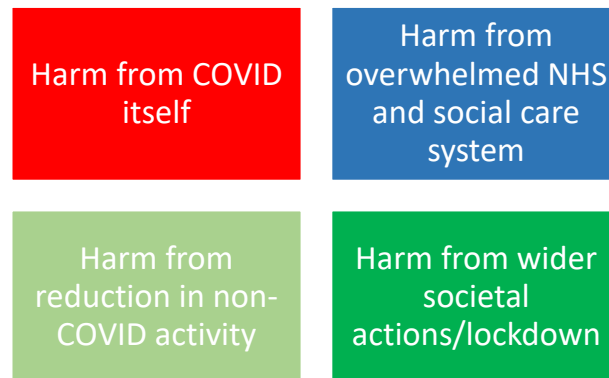 Harm from COVID
itself
Harm from
overwhelmed NHS
and social care
system
Harm from
reduction in non-
COVID activity
Harm from wider
societal
actions/lockdown